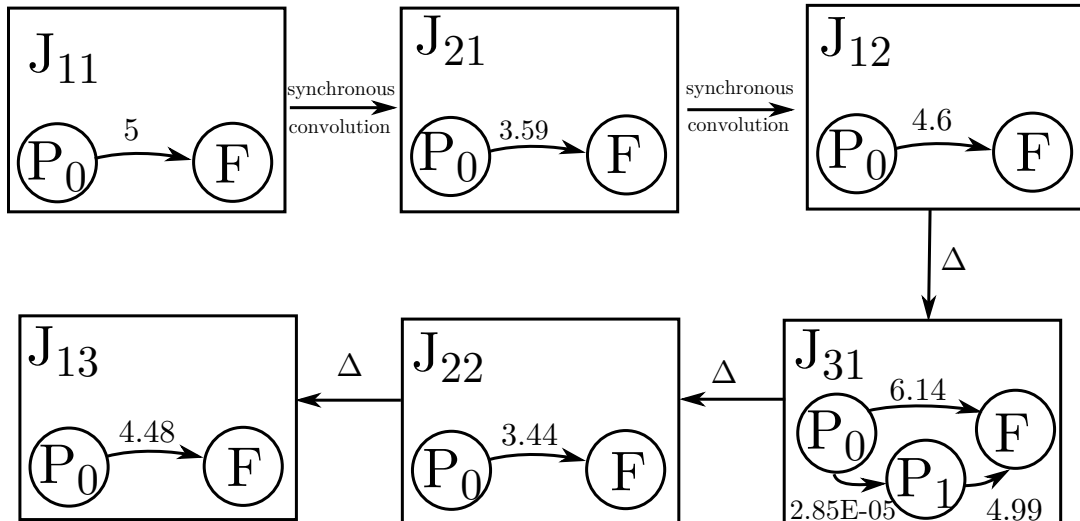 J11
5
P0 F
synchronous
convolution
J21
3.59
P0 F
synchronous
convolution
J12
4.6
P0 F
Δ
J31
6.14
P0 F
P1
2.85E-05 4.99
Δ
J22
3.44
P0 F
Δ
J13
4.48
P0 F